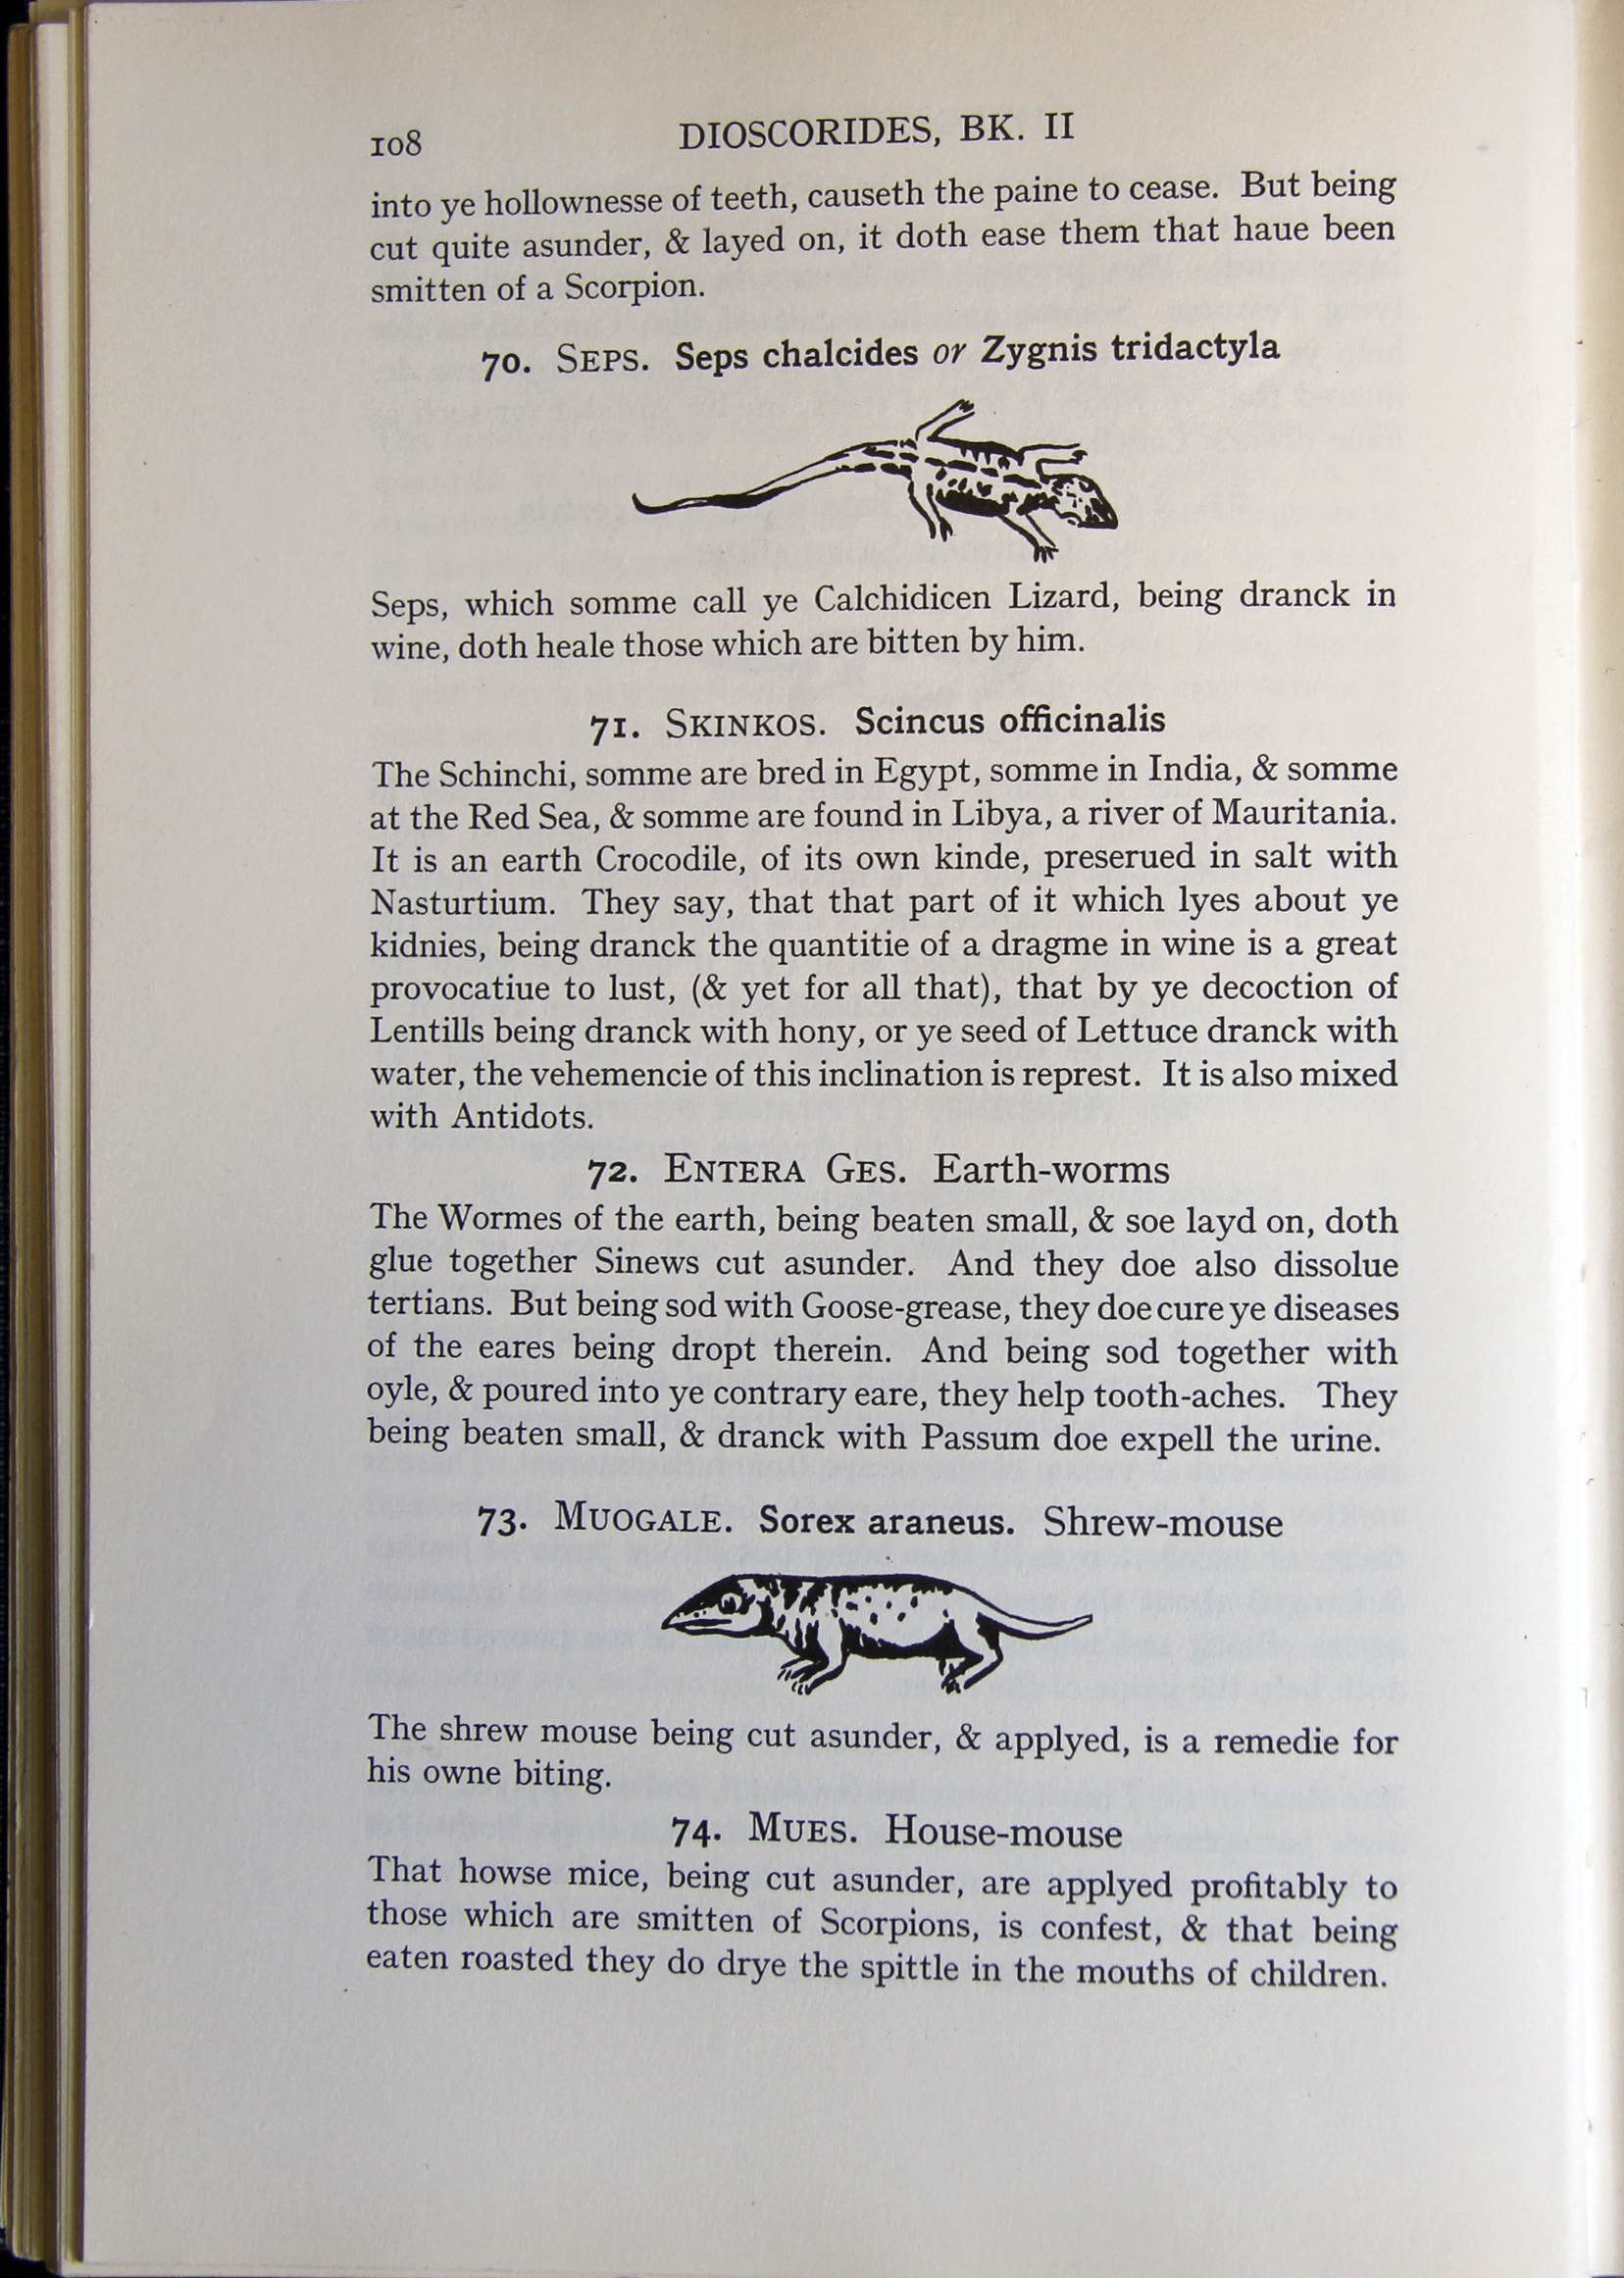 108
DIOSCORIDES, BK. II
into ye hollownesse of teeth, causeth the paine to cease. But being
cut quite asunder, & layed on, it doth ease them that haue been
smitten of a Scorpion.
70. SEPS. Seps chalcides or Zygnis tridactyla
Seps, which somme call ye Calchidicen Lizard, being dranck in
wine, doth heale those which are bitten by him.
71. SKINKOS. Scincus officinalis
The Schinchi, somme are bred in Egypt, somme in India, & somme
at the Red Sea, & somme are found in Libya, a river of Mauritania.
It is an earth Crocodile, of its own kinde, preserued in salt with
Nasturtium. They say, that that part of it which lyes about ye
kidnies, being dranck the quantitie of a dragme in wine is a great
provocatiue to lust, (& yet for all that), that by ye decoction of
Lentills being dranck with hony, or ye seed of Lettuce dranck with
water, the vehemencie of this inclination is represt. It is also mixed
with Antidots.
72. ENTERA GES. Earth-worms
The Wormes of the earth, being beaten small, & soe layd on, doth
glue together Sinews cut asunder. And they doe also dissolue
tertians. But being sod with Goose-grease, they doe cure ye diseases
of the eares being dropt therein. And being sod together with
oyle, & poured into ye contrary eare, they help tooth-aches. They
being beaten small, & dranck with Passum doe expell the urine.
73. MUOGALE. Sorex araneus. Shrew-mouse
The shrew mouse being cut asunder, & applyed, is a remedie for
his owne biting.
74. MUES. House-mouse
That howse mice, being cut asunder, are applyed profitably to
those which are smitten of Scorpions, is confest, & that being
eaten roasted they do drye the spittle in the mouths of children.